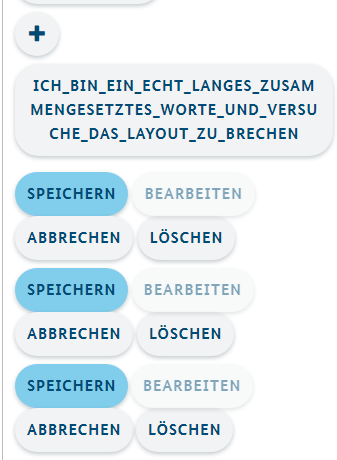 +
ICH_BIN_EIN_ECHT_LANGES_ZUSAM
MENGESETZTES_WORTE_UND_VERSU
CHE_DAS_LAYOUT_ZU_BRECHEN
SPEICHERN BEARBEITEN
ABBRECHEN LÖSCHEN
SPEICHERN BEARBEITEN
ABBRECHEN LÖSCHEN
SPEICHERN BEARBEITEN
ABBRECHEN LÖSCHEN